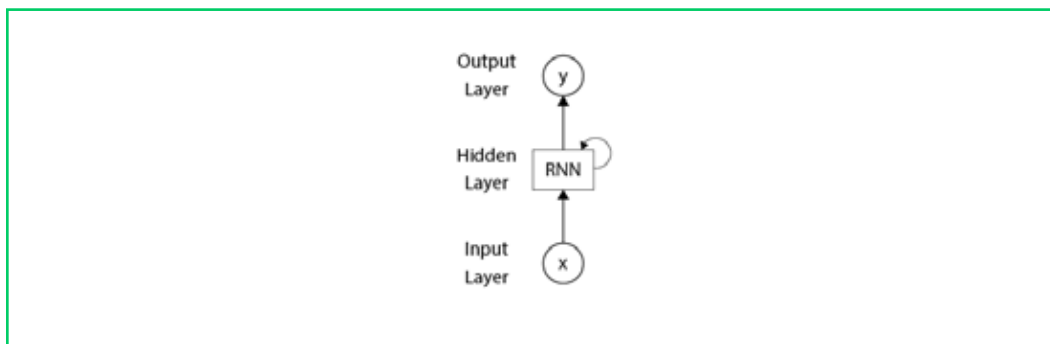 Output
Layer
y
Hidden
Layer
RNN
Input
Layer
x